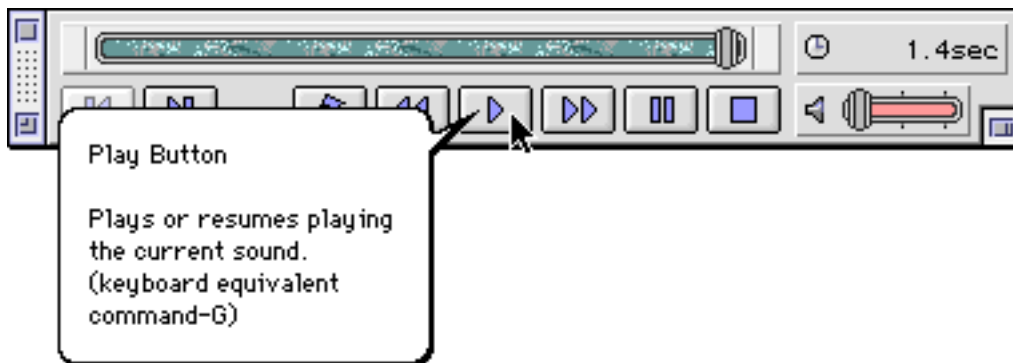 1.4sec
Play Button
Plays or resumes playing
the current sound.
(keyboard equivalent
command-G)